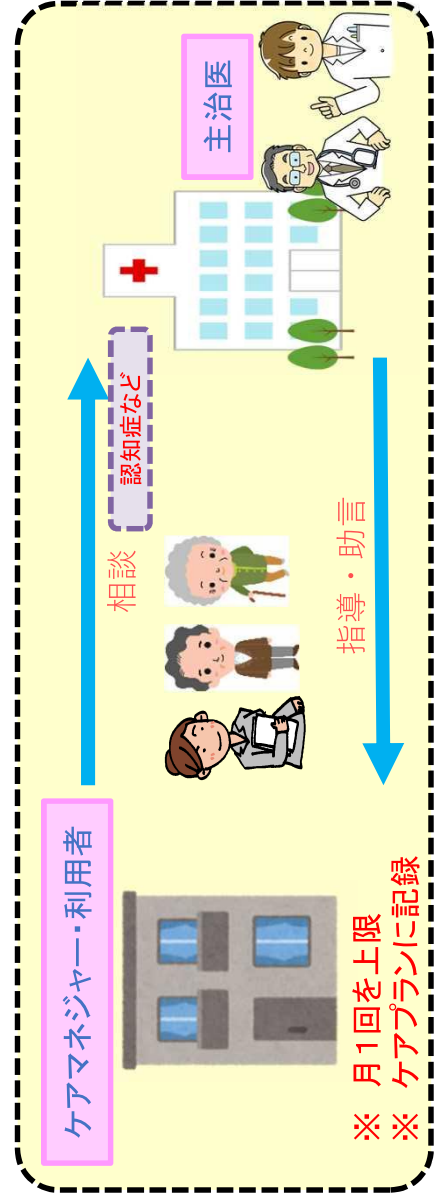 ケアマネジャー・利用者
相談
認知症など
主治医
指導・助言
※ 月1回を上限
※ ケアプランに記録